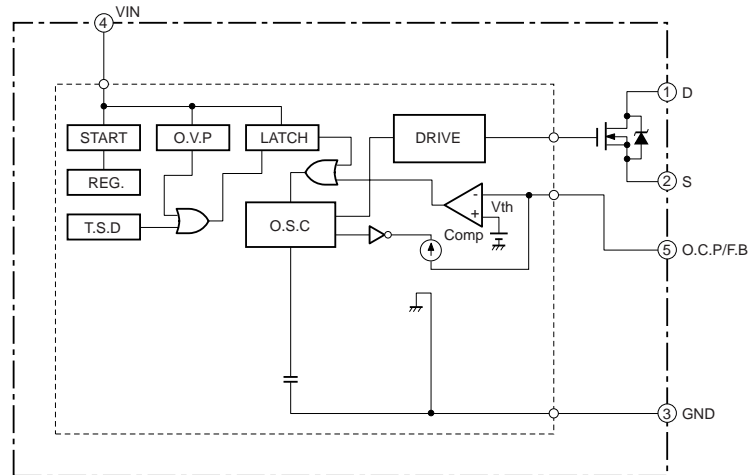 4 VIN
1 D
START O.V.P LATCH DRIVE
REG.
2 S
T.S.D O.S.C - Vth
+
Comp
5 O.C.P/F.B
3 GND